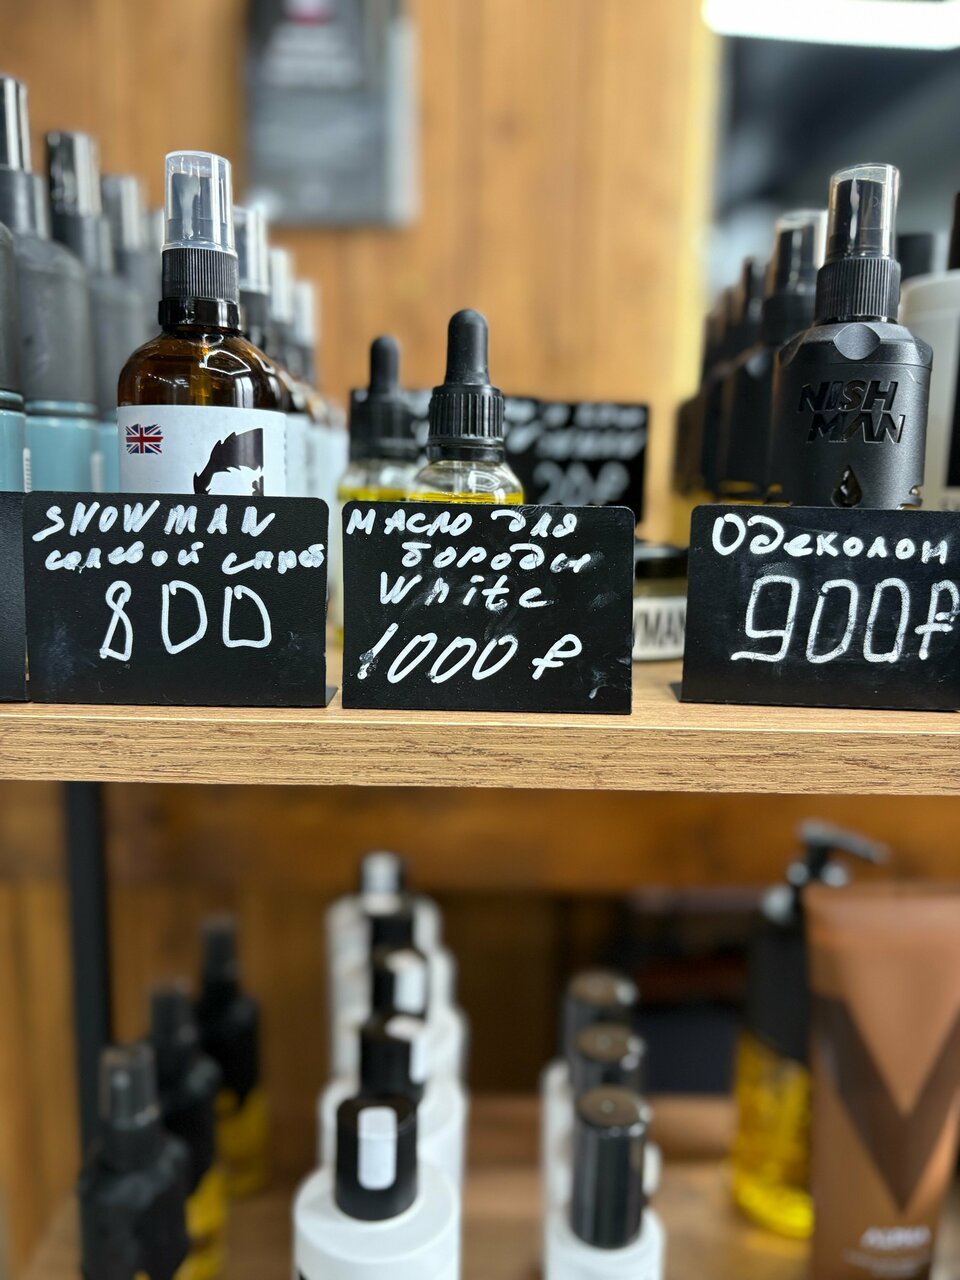 NISH
MAN
SNOWMAN
солевой спрей
800
масло для
бороды
White
1000 ₽
Одеколон
900₽